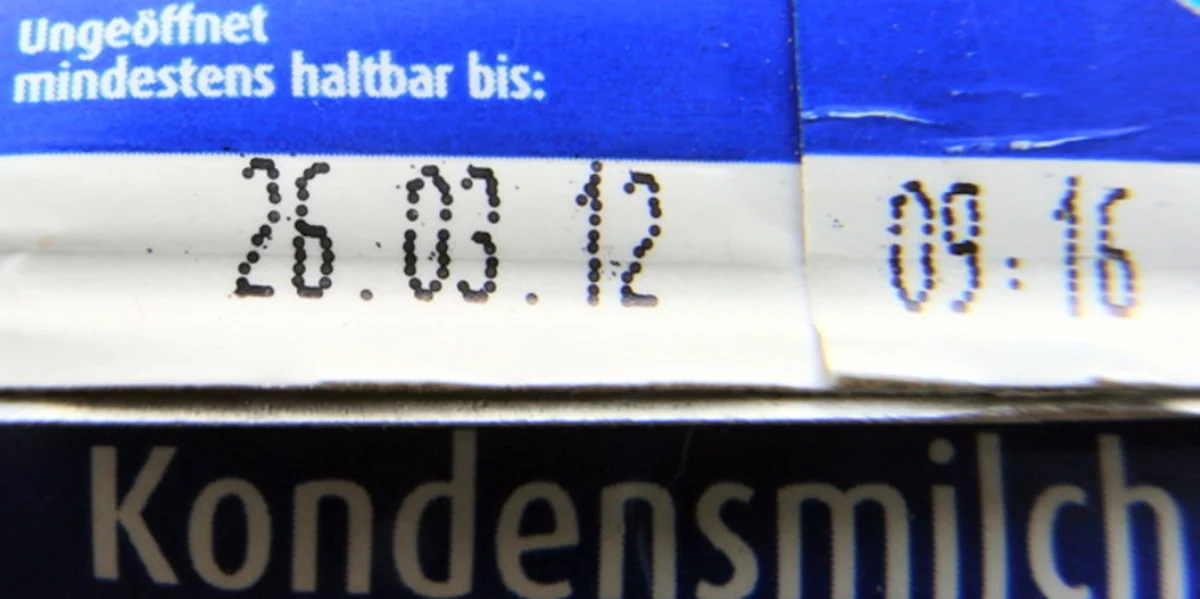 Ungeöffnet
mindestens haltbar bis:
26.03.12 09:16
Kondensmilch